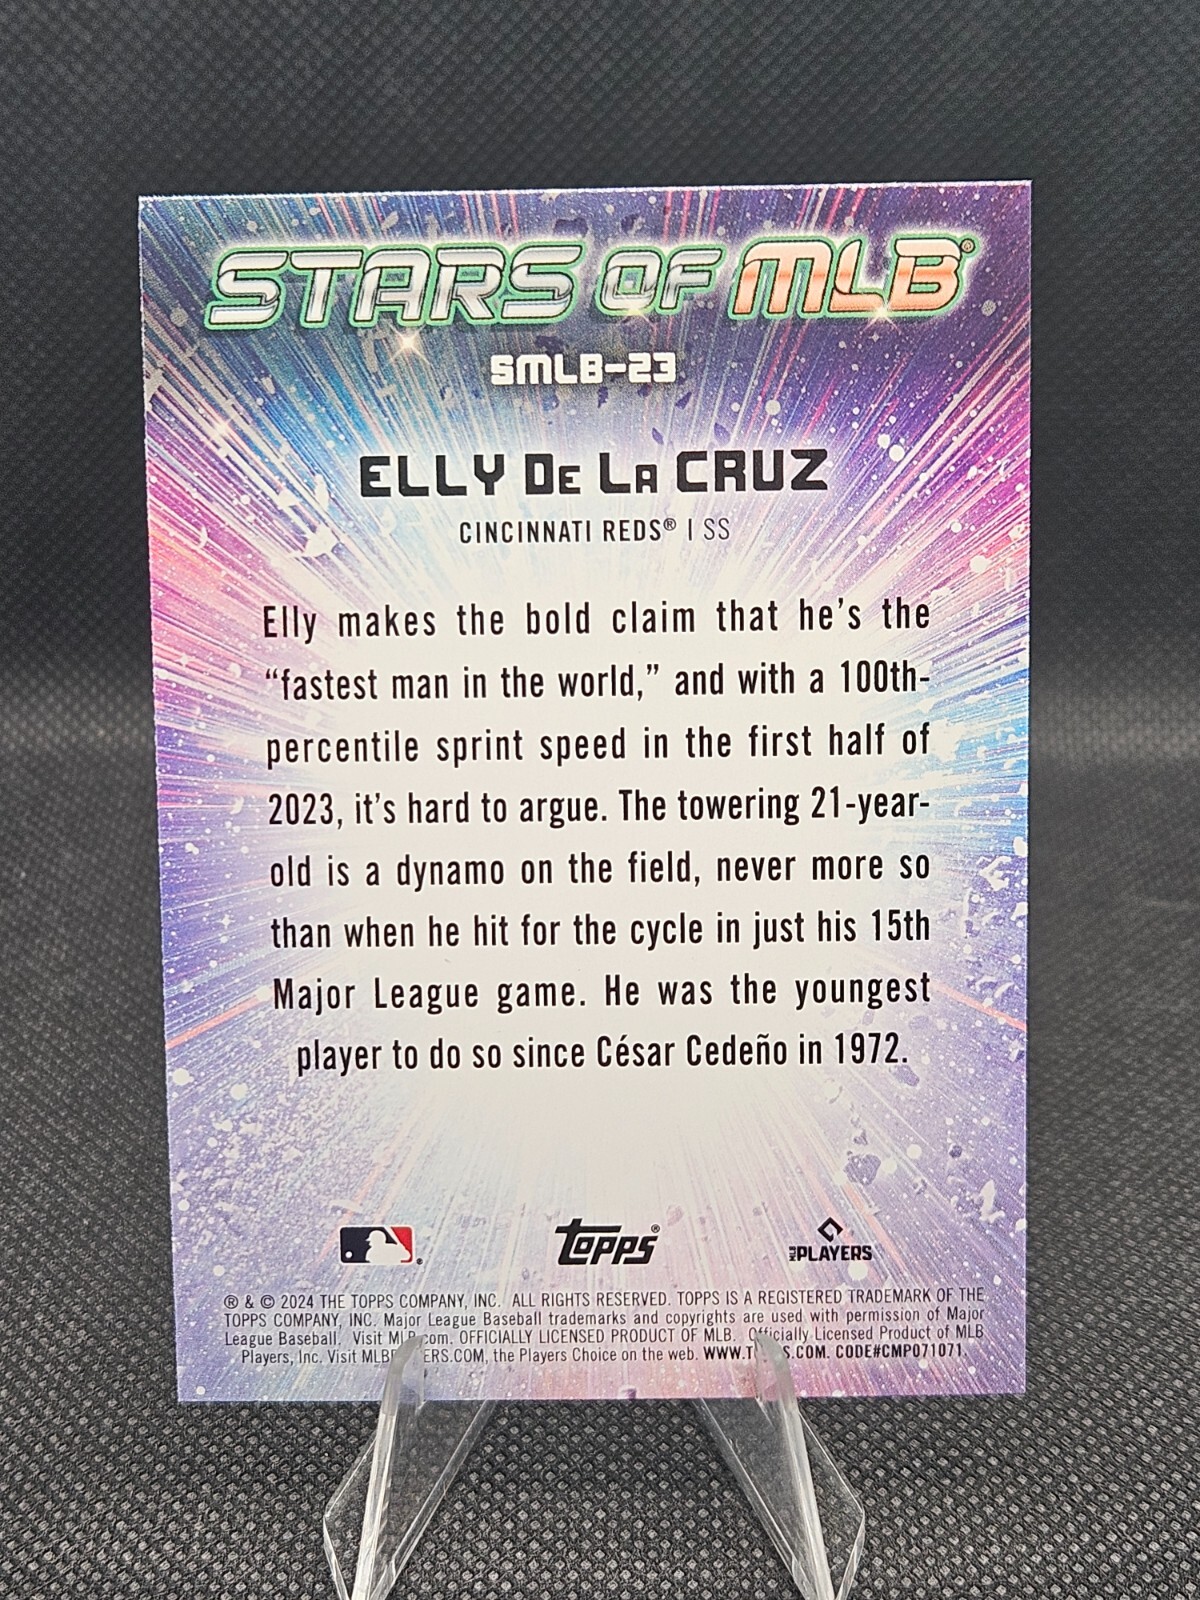 STARS OF MLB®
SMLB-23
ELLY DE LA CRUZ
CINCINNATI REDS® | SS
Elly makes the bold claim that he's the
“fastest man in the world,” and with a 100th-
percentile sprint speed in the first half of
2023, it's hard to argue. The towering 21-year-
old is a dynamo on the field, never more so
than when he hit for the cycle in just his 15th
Major League game. He was the youngest
player to do so since César Cedeño in 1972.
topps®
MLB PLAYERS
® & © 2024 THE TOPPS COMPANY, INC. ALL RIGHTS RESERVED. TOPPS IS A REGISTERED TRADEMARK OF THE
TOPPS COMPANY, INC. Major League Baseball trademarks and copyrights are used with permission of Major
League Baseball. Visit MLB.com. OFFICIALLY LICENSED PRODUCT OF MLB. Officially Licensed Product of MLB
Players, Inc. Visit the Players Choice on the web. CODE#CMP071071.